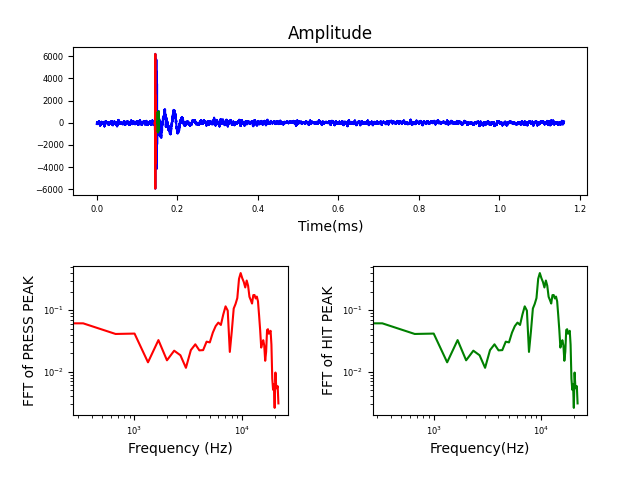 Amplitude
6000
4000
2000
0
−2000
−4000
−6000
0.0 0.2 0.4 0.6 0.8 1.0 1.2
Time(ms)
FFT of PRESS PEAK
10⁻¹
10⁻²
10³ 10⁴
Frequency (Hz)
FFT of HIT PEAK
10⁻¹
10⁻²
10³ 10⁴
Frequency(Hz)